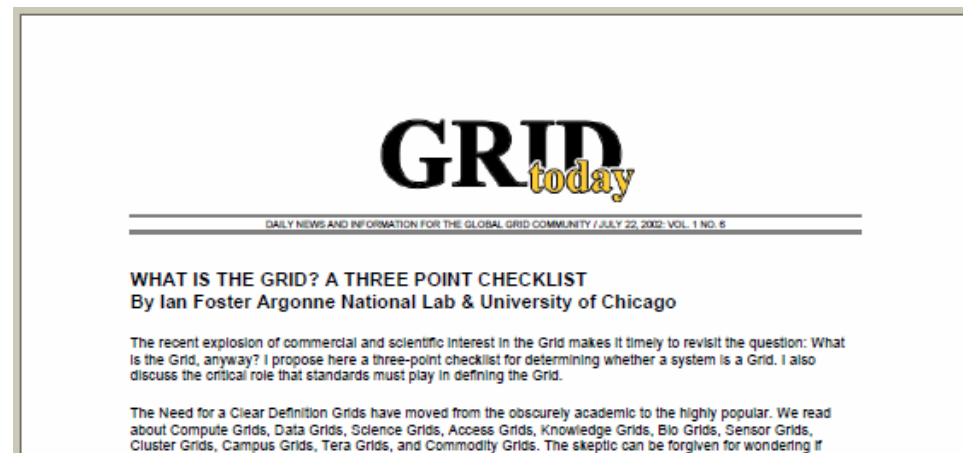 GRID
today
DAILY NEWS AND INFORMATION FOR THE GLOBAL GRID COMMUNITY / JULY 22, 2002: VOL. 1 NO. 6
WHAT IS THE GRID? A THREE POINT CHECKLIST
By Ian Foster Argonne National Lab & University of Chicago
The recent explosion of commercial and scientific interest in the Grid makes it timely to revisit the question: What
is the Grid, anyway? I propose here a three-point checklist for determining whether a system is a Grid. I also
discuss the critical role that standards must play in defining the Grid.
The Need for a Clear Definition Grids have moved from the obscurely academic to the highly popular. We read
about Compute Grids, Data Grids, Science Grids, Access Grids, Knowledge Grids, Bio Grids, Sensor Grids,
Cluster Grids, Campus Grids, Tera Grids, and Commodity Grids. The skeptic can be forgiven for wondering if